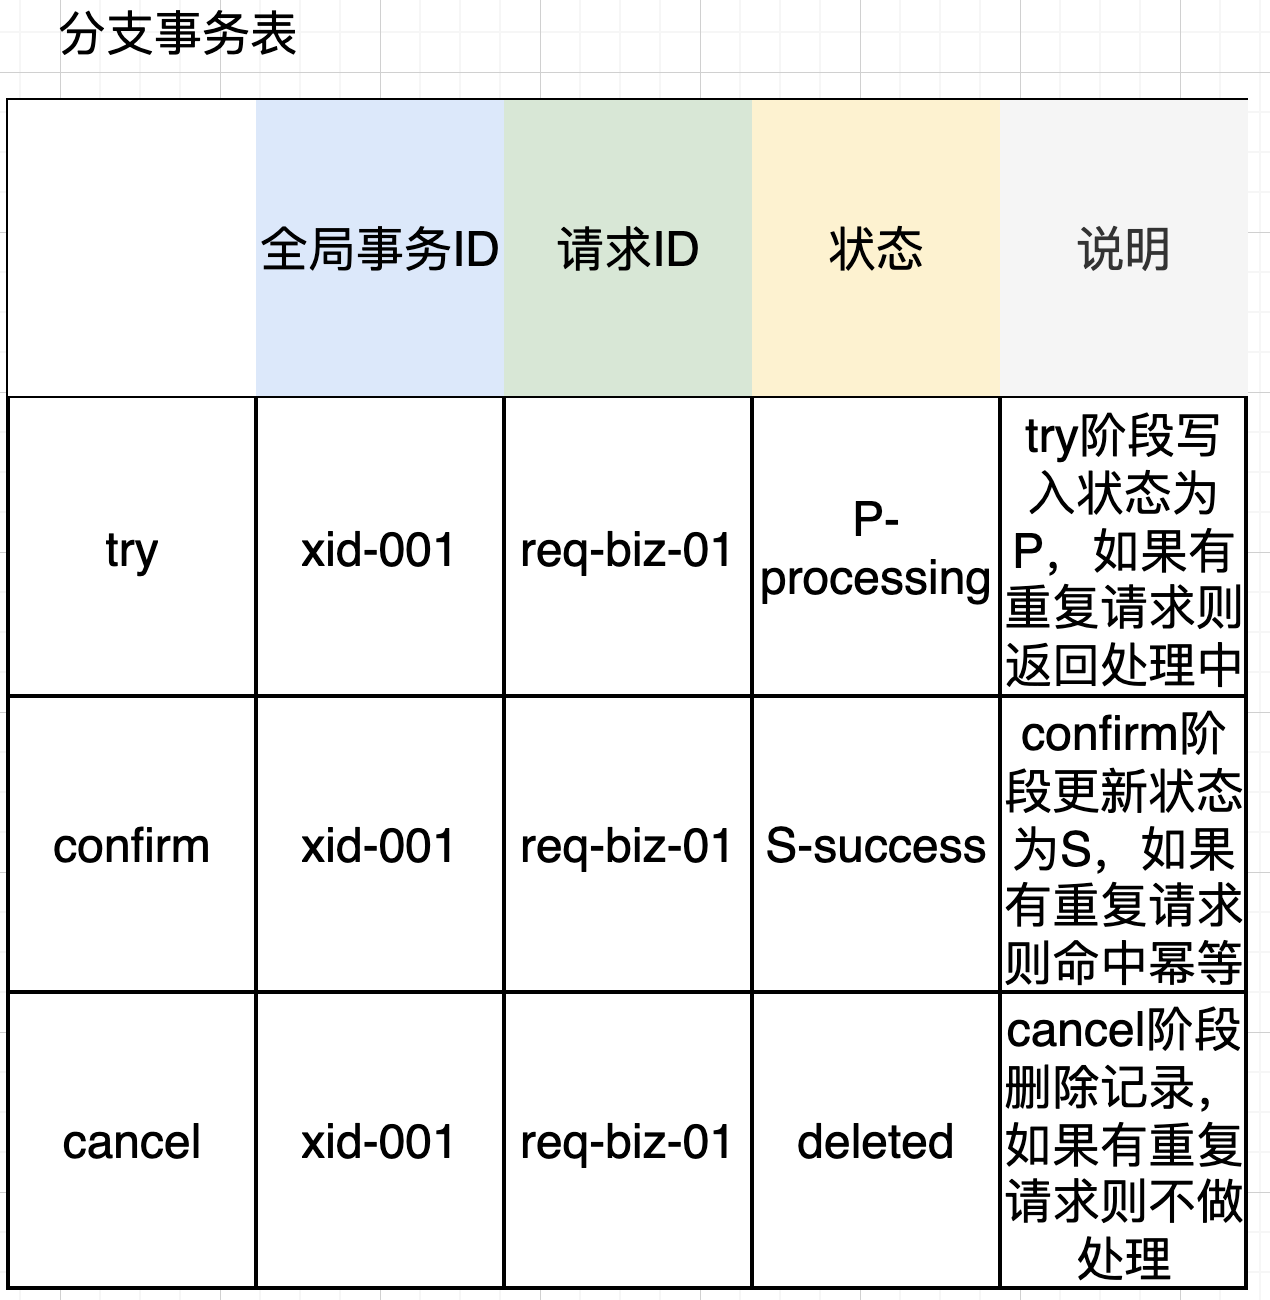 分支事务表
全局事务ID
请求ID
状态
说明
try
xid-001
req-biz-01
P-
processing
try阶段写
入状态为
P，如果有
重复请求则
返回处理中
confirm
xid-001
req-biz-01
S-success
confirm阶
段更新状态
为S，如果
有重复请求
则命中幂等
cancel
xid-001
req-biz-01
deleted
cancel阶段
删除记录，
如果有重复
请求则不做
处理